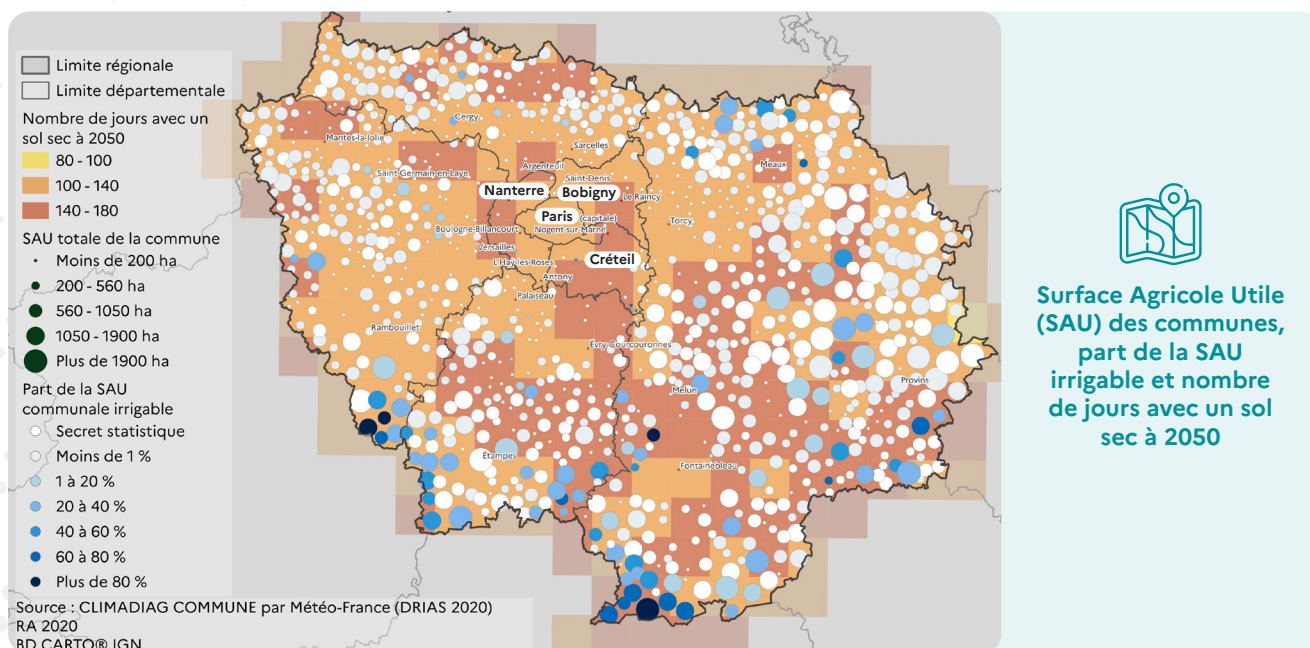 Limite régionale
Limite départementale
Nombre de jours avec un
sol sec à 2050
80 - 100
100 - 140
140 - 180
SAU totale de la commune
Moins de 200 ha
200 - 560 ha
560 - 1050 ha
1050 - 1900 ha
Plus de 1900 ha
Part de la SAU
communale irrigable
Secret statistique
Moins de 1 %
1 à 20 %
20 à 40 %
40 à 60 %
60 à 80 %
Plus de 80 %
Source : CLIMADIAG COMMUNE par Météo-France (DRIAS 2020)
RA 2020
BD CARTO® IGN
Cergy
Mantes-la-Jolie
Sarcelles
Saint-Germain-en-Laye
Argenteuil
Meaux
Saint-Denis
Nanterre
Bobigny
Le Raincy
Paris (capitale)
Torcy
Boulogne-Billancourt
Nogent-sur-Marne
Versailles
L'Haÿ-les-Roses
Créteil
Antony
Palaiseau
Rambouillet
Évry-Courcouronnes
Melun
Provins
Étampes
Fontainebleau
Surface Agricole Utile
(SAU) des communes,
part de la SAU
irrigable et nombre
de jours avec un sol
sec à 2050